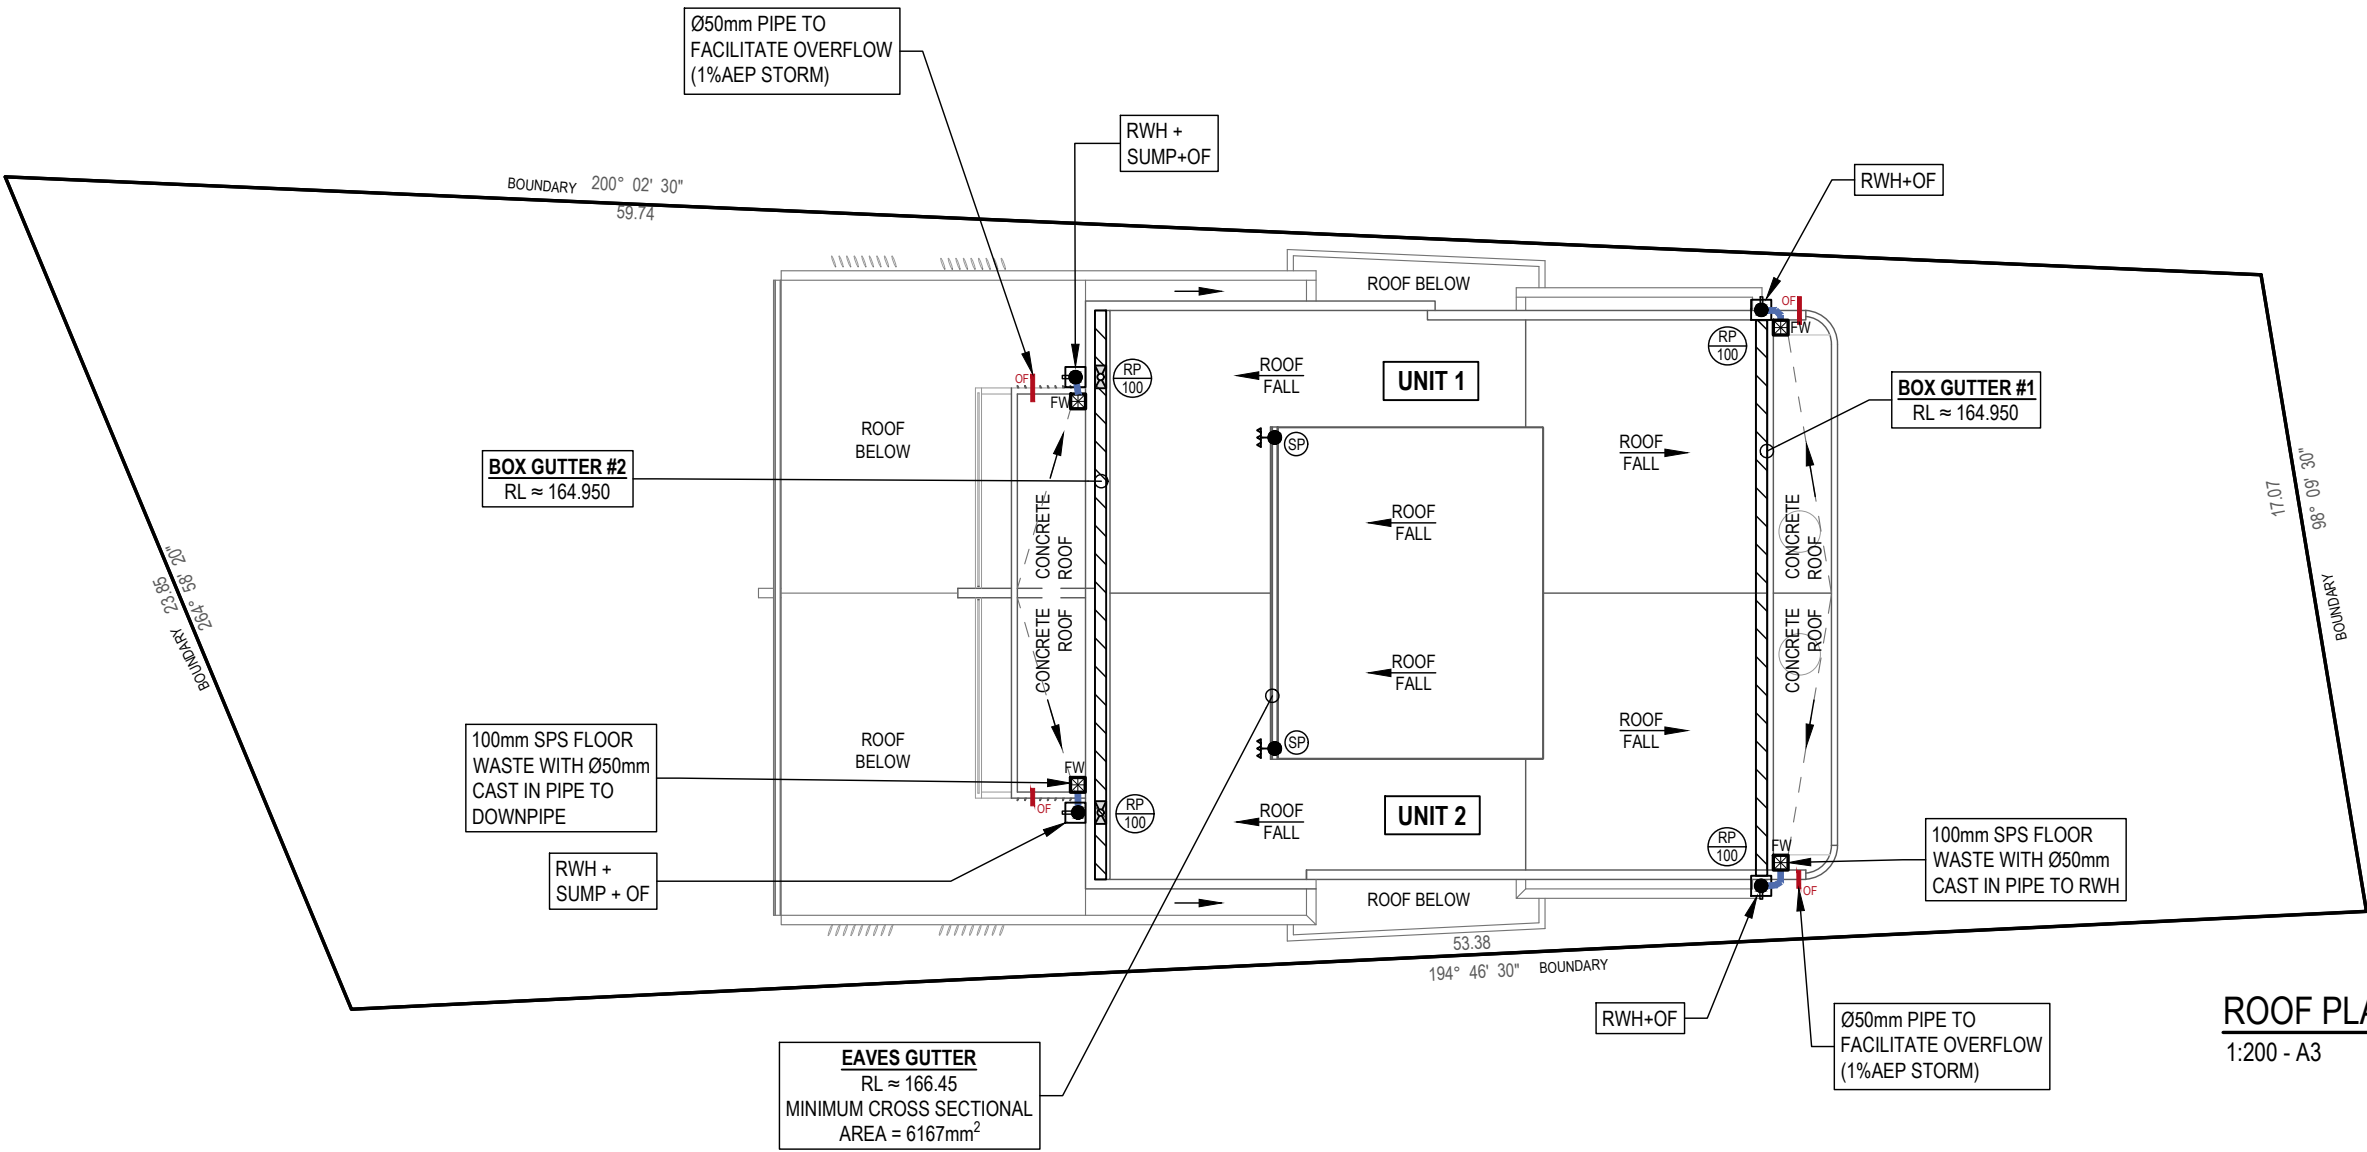 Ø50mm PIPE TO
FACILITATE OVERFLOW
(1%AEP STORM)
RWH +
SUMP+OF
RWH+OF
BOUNDARY 200° 02' 30"
59.74
ROOF BELOW
OF
FW
RP
100
ROOF
FALL
UNIT 1
RP
100
OF
FW
BOX GUTTER #1
RL ≈ 164.950
ROOF
BELOW
SP
ROOF
FALL
BOX GUTTER #2
RL ≈ 164.950
ROOF
FALL
CONCRETE
ROOF
CONCRETE
ROOF
17.07
98° 09' 30"
BOUNDARY
BOUNDARY 23.85
264° 58' 20"
CONCRETE
ROOF
CONCRETE
ROOF
ROOF
FALL
ROOF
FALL
ROOF
BELOW
SP
100mm SPS FLOOR
WASTE WITH Ø50mm
CAST IN PIPE TO
DOWNPIPE
FW
OF
RP
100
ROOF
FALL
UNIT 2
RP
100
FW
OF
100mm SPS FLOOR
WASTE WITH Ø50mm
CAST IN PIPE TO RWH
RWH +
SUMP + OF
ROOF BELOW
53.38
194° 46' 30" BOUNDARY
RWH+OF
Ø50mm PIPE TO
FACILITATE OVERFLOW
(1%AEP STORM)
EAVES GUTTER
RL ≈ 166.45
MINIMUM CROSS SECTIONAL
AREA = 6167mm²
ROOF PLA
1:200 - A3